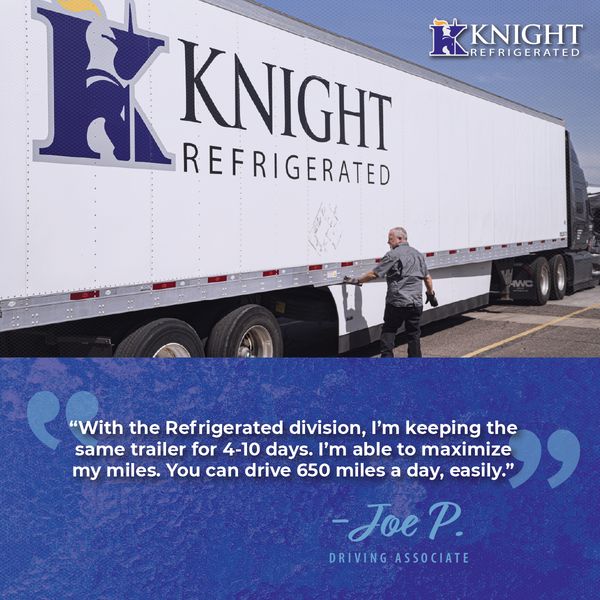 KNIGHT
REFRIGERATED
KNIGHT
REFRIGERATED
“With the Refrigerated division, I’m keeping the
same trailer for 4-10 days. I’m able to maximize
my miles. You can drive 650 miles a day, easily.”
–Joe P.
DRIVING ASSOCIATE